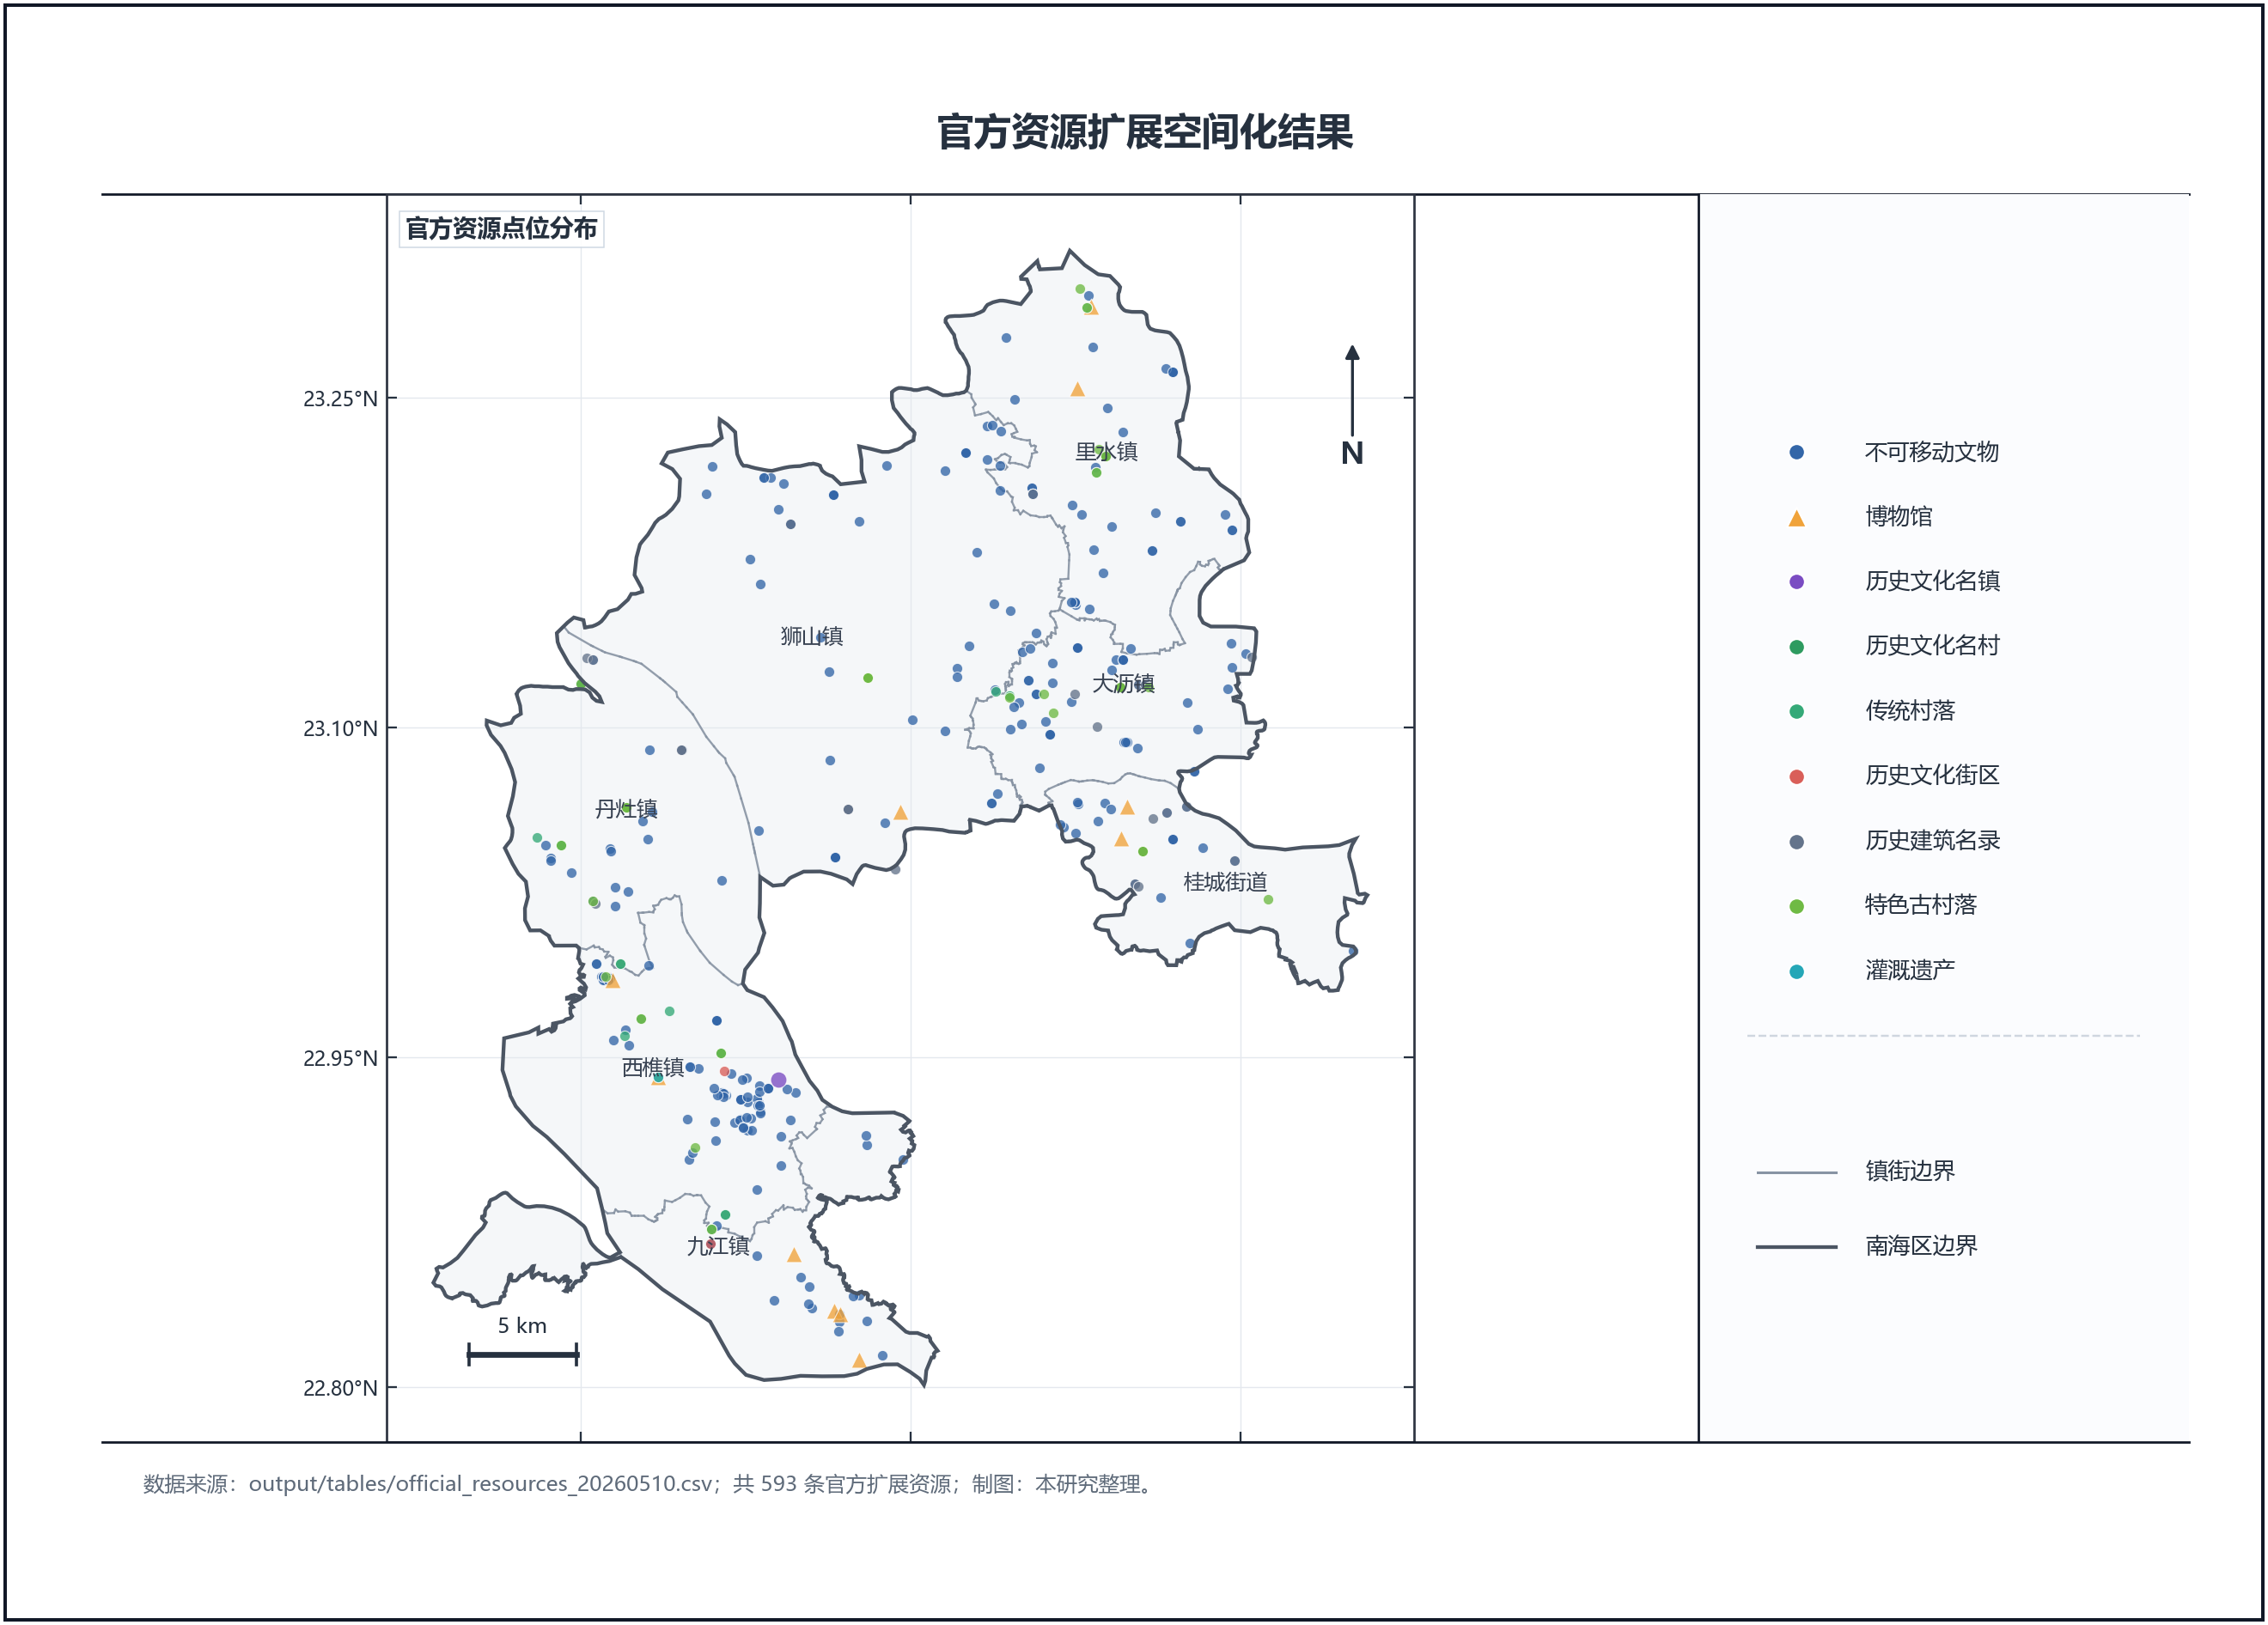 官方资源扩展空间化结果
官方资源点位分布
23.25°N
23.10°N
22.95°N
22.80°N
N
里水镇
狮山镇
大沥镇
丹灶镇
桂城街道
西樵镇
九江镇
5 km
不可移动文物
博物馆
历史文化名镇
历史文化名村
传统村落
历史文化街区
历史建筑名录
特色古村落
灌溉遗产
镇街边界
南海区边界
数据来源：output/tables/official_resources_20260510.csv；共 593 条官方扩展资源；制图：本研究整理。